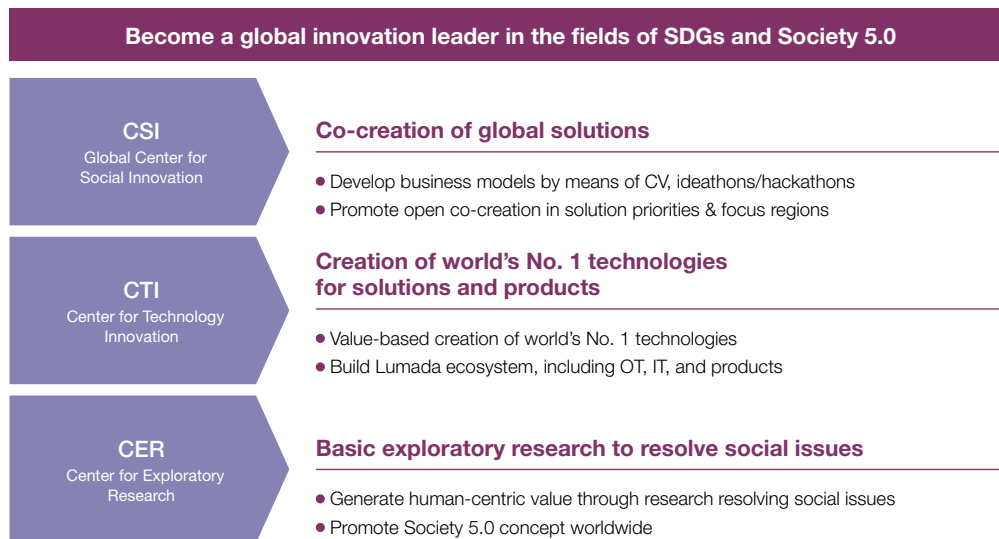 Become a global innovation leader in the fields of SDGs and Society 5.0
CSI
Global Center for
Social Innovation
Co-creation of global solutions
● Develop business models by means of CV, ideathons/hackathons
● Promote open co-creation in solution priorities & focus regions
CTI
Center for Technology
Innovation
Creation of world's No. 1 technologies
for solutions and products
● Value-based creation of world's No. 1 technologies
● Build Lumada ecosystem, including OT, IT, and products
CER
Center for Exploratory
Research
Basic exploratory research to resolve social issues
● Generate human-centric value through research resolving social issues
● Promote Society 5.0 concept worldwide